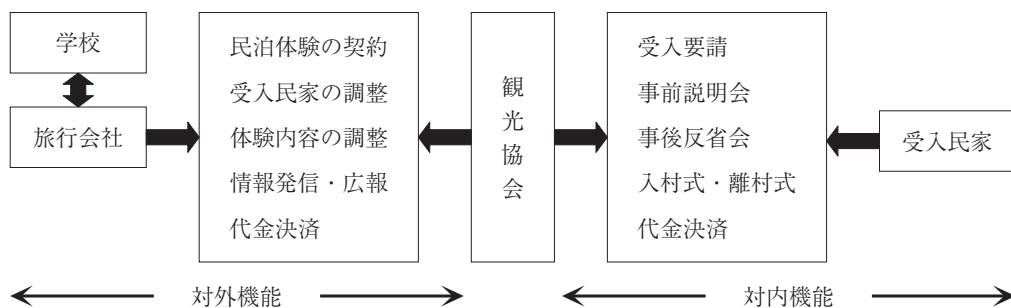 学校
旅行会社
民泊体験の契約
受入民家の調整
体験内容の調整
情報発信・広報
代金決済
観光協会
受入要請
事前説明会
事後反省会
入村式・離村式
代金決済
受入民家
対外機能
対内機能